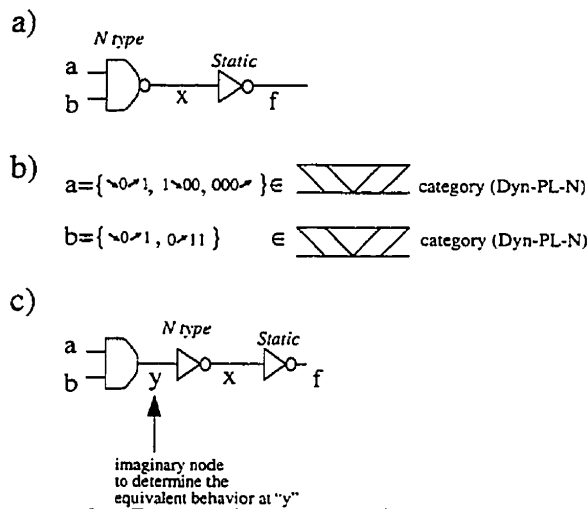 a)
N type
a
b
x
Static
f
b)
a={↘0↗1, 1↘00, 000↗ }∈ category (Dyn-PL-N)
b={↘0↗1 , 0↗11 } ∈ category (Dyn-PL-N)
c)
N type
Static
a
b
y
x
f
imaginary node
to determine the
equivalent behavior at "y"